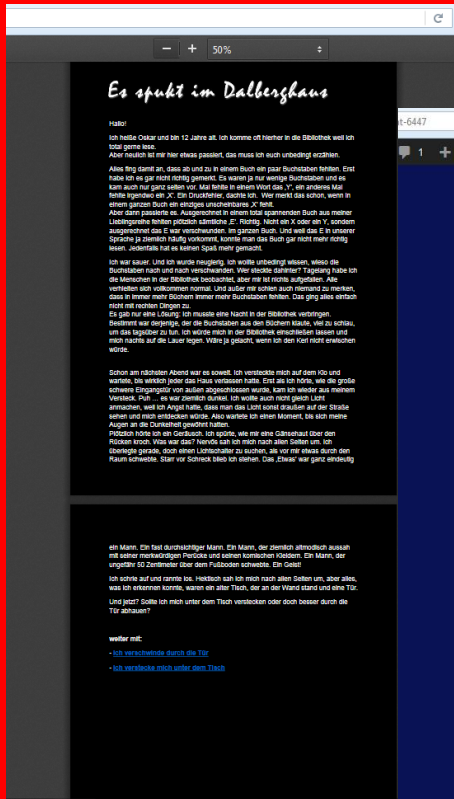 50%
Es spukt im Dalberghaus
Hallo!
Ich heiße Oskar und bin 12 Jahre alt. Ich komme oft hierher in die Bibliothek weil ich
total gerne lese.
Aber neulich ist mir hier etwas passiert, das muss ich euch unbedingt erzählen.
Alles fing damit an, dass ab und zu in einem Buch ein paar Buchstaben fehlten. Erst
habe ich es gar nicht richtig gemerkt. Es waren ja nur wenige Buchstaben und es
kam auch nur ganz selten vor. Mal fehlte in einem Wort das ‚Y', ein anderes Mal
fehlte irgendwo ein ‚X'. Ein Druckfehler, dachte ich. Wer merkt das schon, wenn in
einem ganzen Buch ein einziges unscheinbares ‚X' fehlt.
Aber dann passierte es. Ausgerechnet in einem total spannenden Buch aus meiner
Lieblingsreihe fehlten plötzlich sämtliche ‚E'. Richtig. Nicht ein X oder ein Y, sondern
ausgerechnet das E war verschwunden. Im ganzen Buch. Und weil das E in unserer
Sprache ja ziemlich häufig vorkommt, konnte man das Buch gar nicht mehr richtig
lesen. Jedenfalls hat es keinen Spaß mehr gemacht.
Ich war sauer. Und ich wurde neugierig. Ich wollte unbedingt wissen, wieso die
Buchstaben nach und nach verschwanden. Wer steckte dahinter? Tagelang habe ich
die Menschen in der Bibliothek beobachtet, aber mir ist nichts aufgefallen. Alle
verhielten sich vollkommen normal. Und außer mir schien auch niemand zu merken,
dass in immer mehr Büchern immer mehr Buchstaben fehlten. Das ging alles einfach
nicht mit rechten Dingen zu.
Es gab nur eine Lösung: Ich musste eine Nacht in der Bibliothek verbringen.
Bestimmt war derjenige, der die Buchstaben aus den Büchern klaute, viel zu schlau,
um das tagsüber zu tun. Ich würde mich in der Bibliothek einschließen lassen und
mich nachts auf die Lauer legen. Wäre ja gelacht, wenn ich den Kerl nicht erwischen
würde.
Schon am nächsten Abend war es soweit. Ich versteckte mich auf dem Klo und
wartete, bis wirklich jeder das Haus verlassen hatte. Erst als ich hörte, wie die große
schwere Eingangstür von außen abgeschlossen wurde, kam ich wieder aus meinem
Versteck. Puh … es war ziemlich dunkel. Ich wollte auch nicht gleich Licht
anmachen, weil ich Angst hatte, dass man das Licht sonst draußen auf der Straße
sehen und mich entdecken würde. Also wartete ich einen Moment, bis sich meine
Augen an die Dunkelheit gewöhnt hatten.
Plötzlich hörte ich ein Geräusch. Ich spürte, wie mir eine Gänsehaut über den
Rücken kroch. Was war das? Nervös sah ich mich nach allen Seiten um. Ich
überlegte gerade, doch einen Lichtschalter zu suchen, als vor mir etwas durch den
Raum schwebte. Starr vor Schreck blieb ich stehen. Das ‚Etwas' war ganz eindeutig
ein Mann. Ein fast durchsichtiger Mann. Ein Mann, der ziemlich altmodisch aussah
mit seiner merkwürdigen Perücke und seinen komischen Kleidern. Ein Mann, der
ungefähr 50 Zentimeter über dem Fußboden schwebte. Ein Geist!
Ich schrie auf und rannte los. Hektisch sah ich mich nach allen Seiten um, aber alles,
was ich erkennen konnte, waren ein alter Tisch, der an der Wand stand und eine Tür.
Und jetzt? Sollte ich mich unter dem Tisch verstecken oder doch besser durch die
Tür abhauen?
weiter mit:
- Ich verschwinde durch die Tür
- Ich verstecke mich unter dem Tisch
nt-6447
1